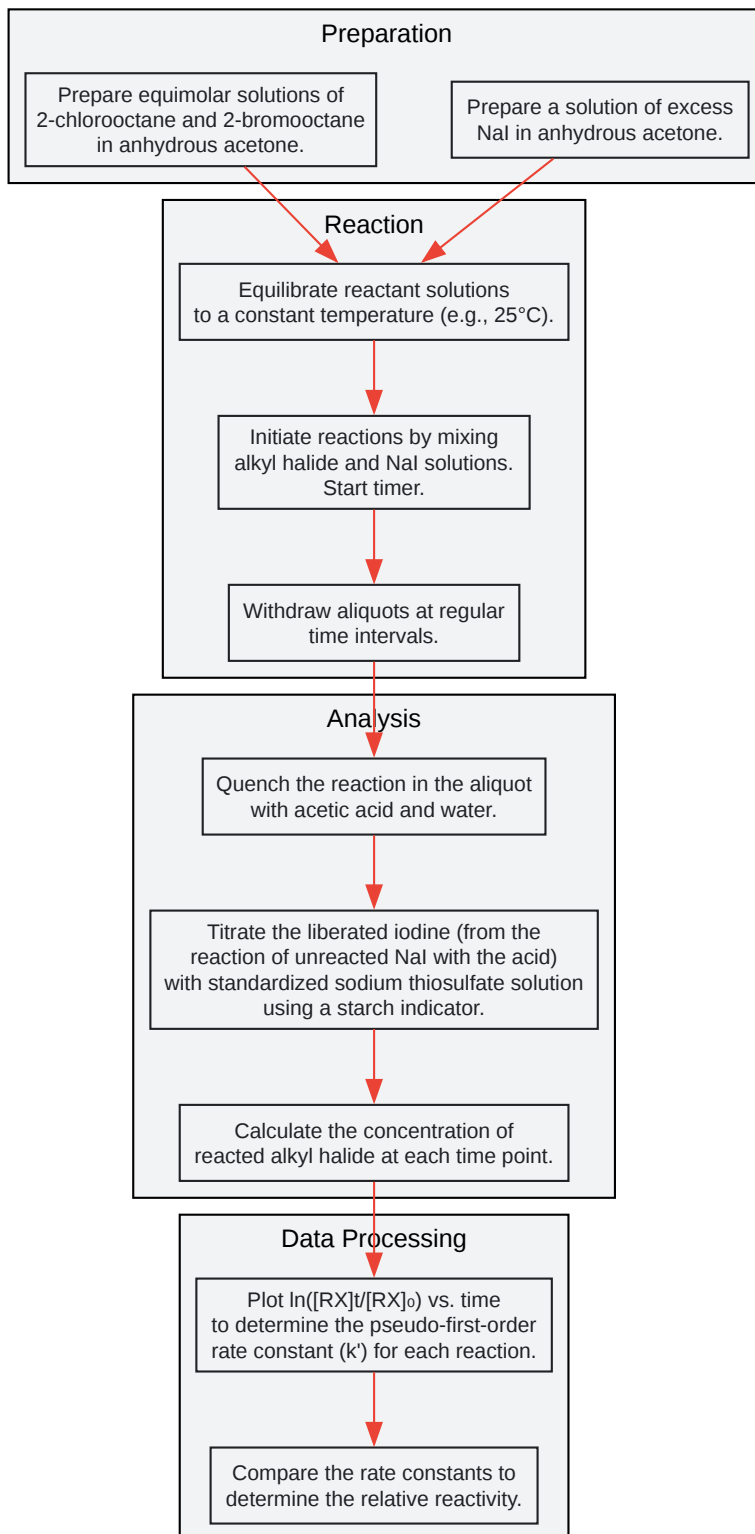 Preparation
Prepare equimolar solutions of
2-chlorooctane and 2-bromooctane
in anhydrous acetone.
Prepare a solution of excess
NaI in anhydrous acetone.
Reaction
Equilibrate reactant solutions
to a constant temperature (e.g., 25°C).
Initiate reactions by mixing
alkyl halide and NaI solutions.
Start timer.
Withdraw aliquots at regular
time intervals.
Analysis
Quench the reaction in the aliquot
with acetic acid and water.
Titrate the liberated iodine (from the
reaction of unreacted NaI with the acid)
with standardized sodium thiosulfate solution
using a starch indicator.
Calculate the concentration of
reacted alkyl halide at each time point.
Data Processing
Plot ln([RX]t/[RX]₀) vs. time
to determine the pseudo-first-order
rate constant (k') for each reaction.
Compare the rate constants to
determine the relative reactivity.